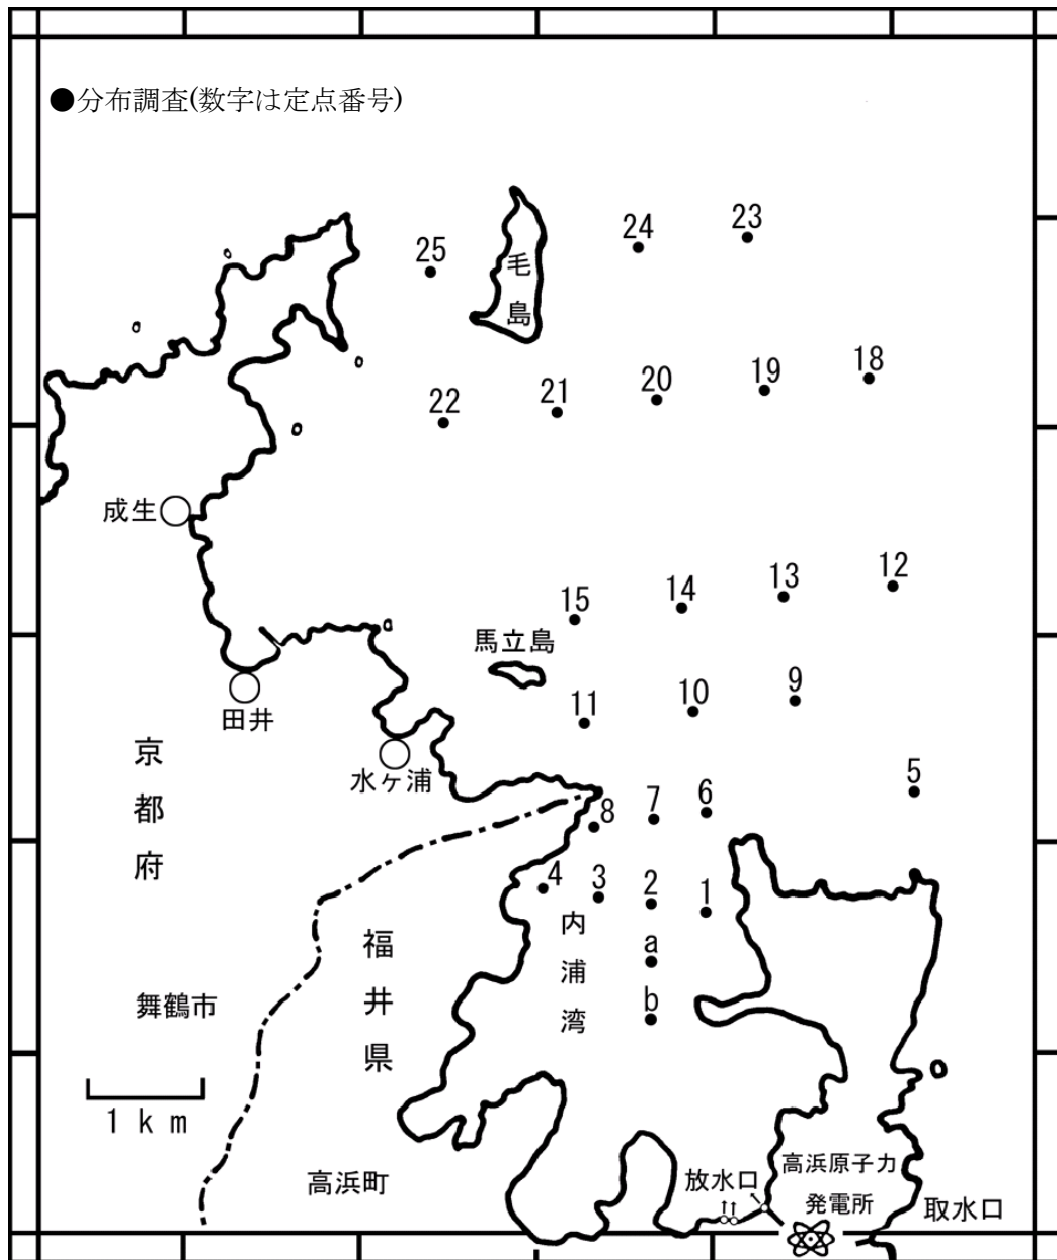 ●分布調査(数字は定点番号)
23
24
25
毛島
18
19
20
21
22
成生
12
13
14
15
馬立島
田井
9
10
11
水ヶ浦
京都府
5
6
7
8
4
3
2
1
内浦湾
a
b
福井県
舞鶴市
1km
高浜町
放水口
高浜原子力
発電所
取水口